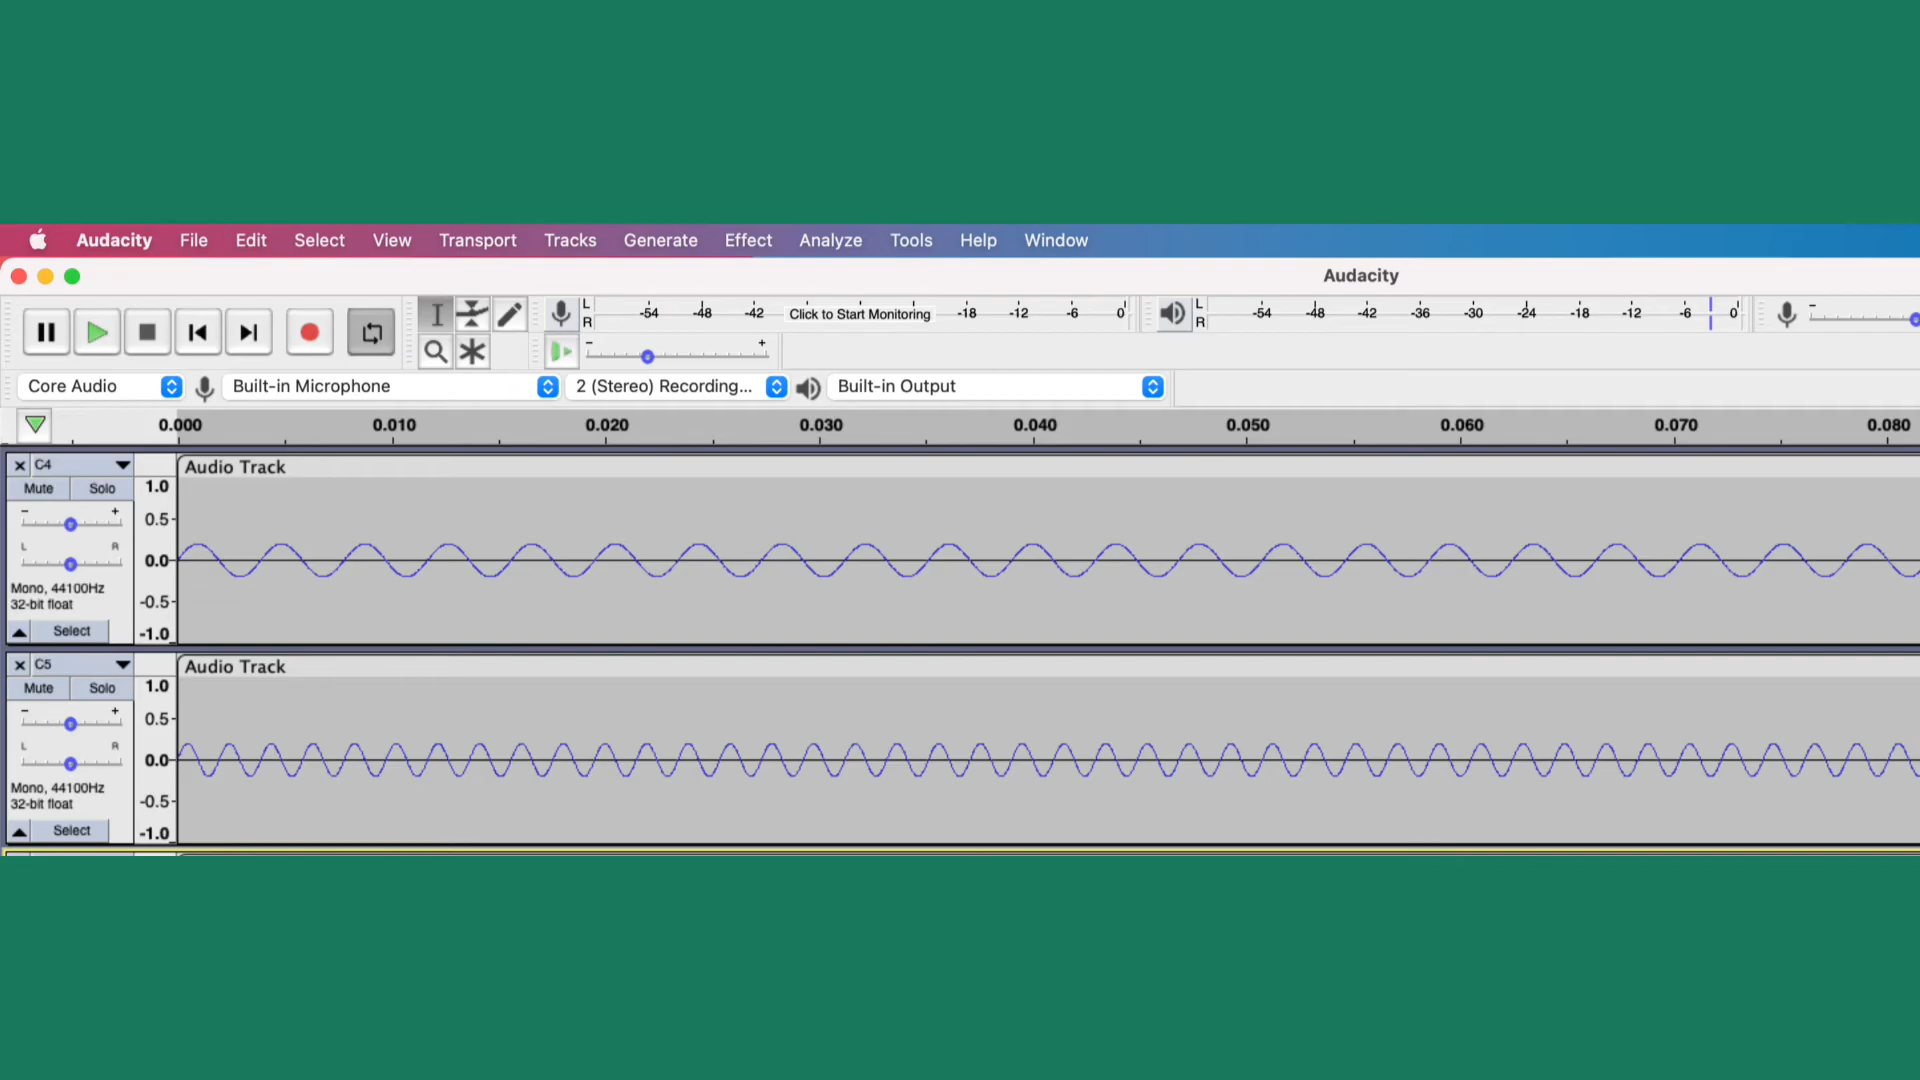 Audacity File Edit Select View Transport Tracks Generate Effect Analyze Tools Help Window
Audacity
L
R
-54 -48 -42 Click to Start Monitoring -18 -12 -6 0
L
R
-54 -48 -42 -36 -30 -24 -18 -12 -6 0
Core Audio Built-in Microphone 2 (Stereo) Recording... Built-in Output
0.000 0.010 0.020 0.030 0.040 0.050 0.060 0.070 0.080
C4
Audio Track
Mute Solo
L R
Mono, 44100Hz
32-bit float
Select
1.0
0.5
0.0
-0.5
-1.0
C5
Audio Track
Mute Solo
L R
Mono, 44100Hz
32-bit float
Select
1.0
0.5
0.0
-0.5
-1.0